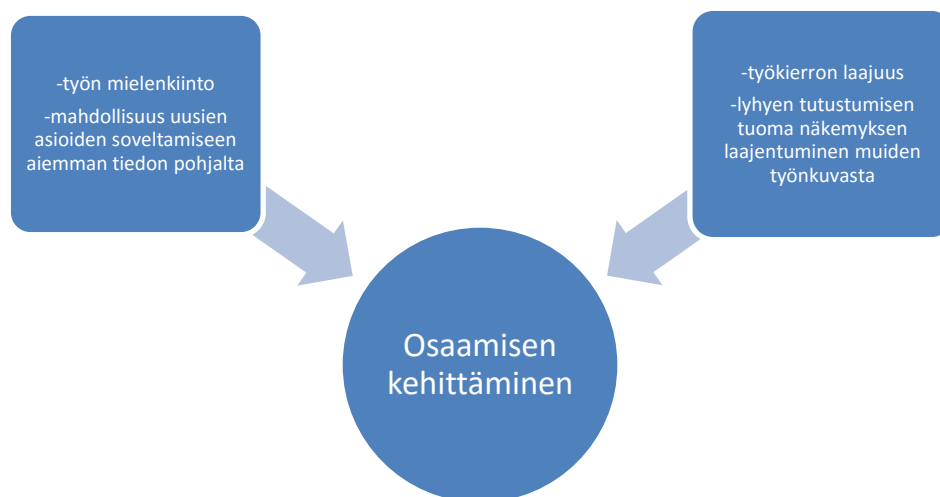 -työn mielenkiinto
-mahdollisuus uusien
asioiden soveltamiseen
aiemman tiedon pohjalta
-työkierron laajuus
-lyhyen tutustumisen
tuoma näkemyksen
laajentuminen muiden
työnkuvasta
Osaamisen
kehittäminen